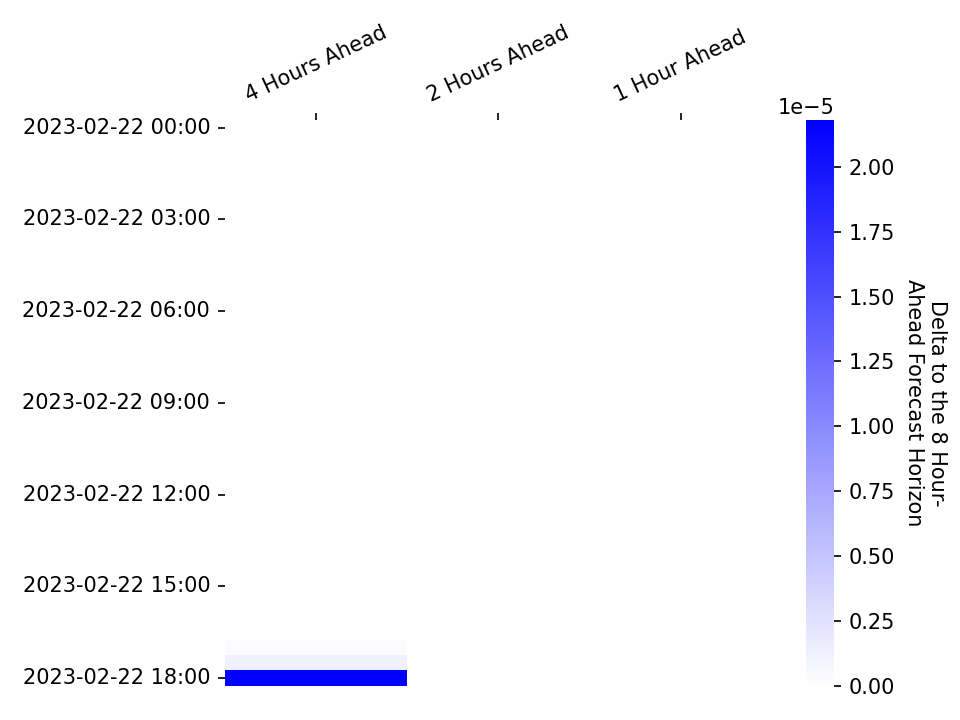 4 Hours Ahead
2 Hours Ahead
1 Hour Ahead
1e−5
2023-02-22 00:00
2023-02-22 03:00
2023-02-22 06:00
2023-02-22 09:00
2023-02-22 12:00
2023-02-22 15:00
2023-02-22 18:00
2.00
1.75
1.50
1.25
1.00
0.75
0.50
0.25
0.00
Delta to the 8 Hour-
Ahead Forecast Horizon